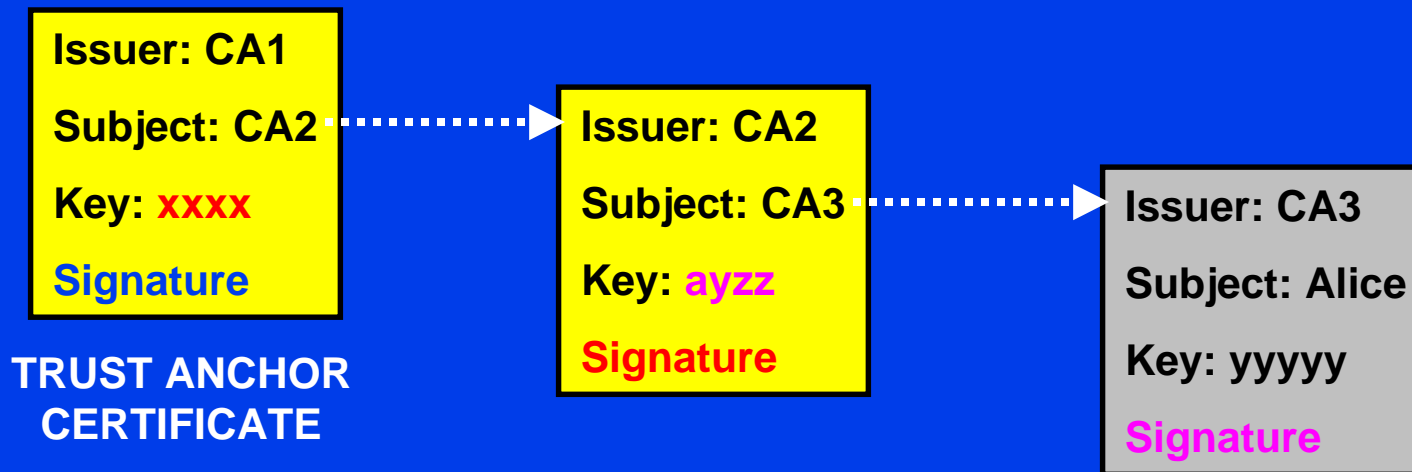 Issuer: CA1
Subject: CA2
Key: xxxx
Signature
TRUST ANCHOR
CERTIFICATE
Issuer: CA2
Subject: CA3
Key: ayzz
Signature
Issuer: CA3
Subject: Alice
Key: yyyyy
Signature